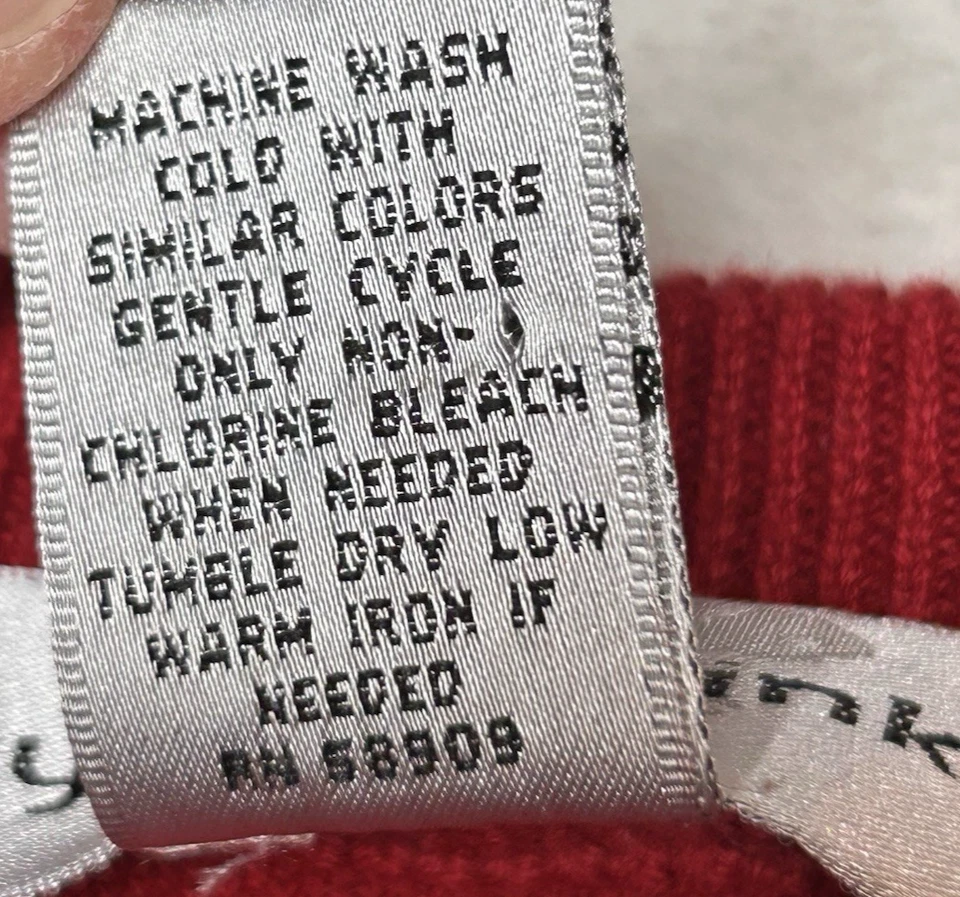 MACHINE WASH
COLD WITH
SIMILAR COLORS
GENTLE CYCLE
ONLY NON-
CHLORINE BLEACH
WHEN NEEDED
TUMBLE DRY LOW
WARM IRON IF
NEEDED
RN 58909